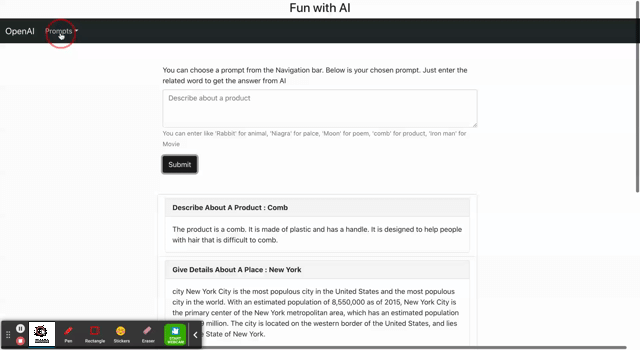 Fun with AI
OpenAI Prompts
You can choose a prompt from the Navigation bar. Below is your chosen prompt. Just enter the
related word to get the answer from AI
Describe about a product
You can enter like 'Rabbit' for animal, 'Niagra' for palce, 'Moon' for poem, 'comb' for product, 'Iron man' for
Movie
Submit
Describe About A Product : Comb
The product is a comb. It is made of plastic and has a handle. It is designed to help people
with hair that is difficult to comb.
Give Details About A Place : New York
city New York City is the most populous city in the United States and the most populous
city in the world. With an estimated population of 8,550,000 as of 2015, New York City is
the primary center of the New York metropolitan area, which has an estimated population
9 million. The city is located on the western border of the United States, and lies
State of New York.
Pen Rectangle Stickers Eraser